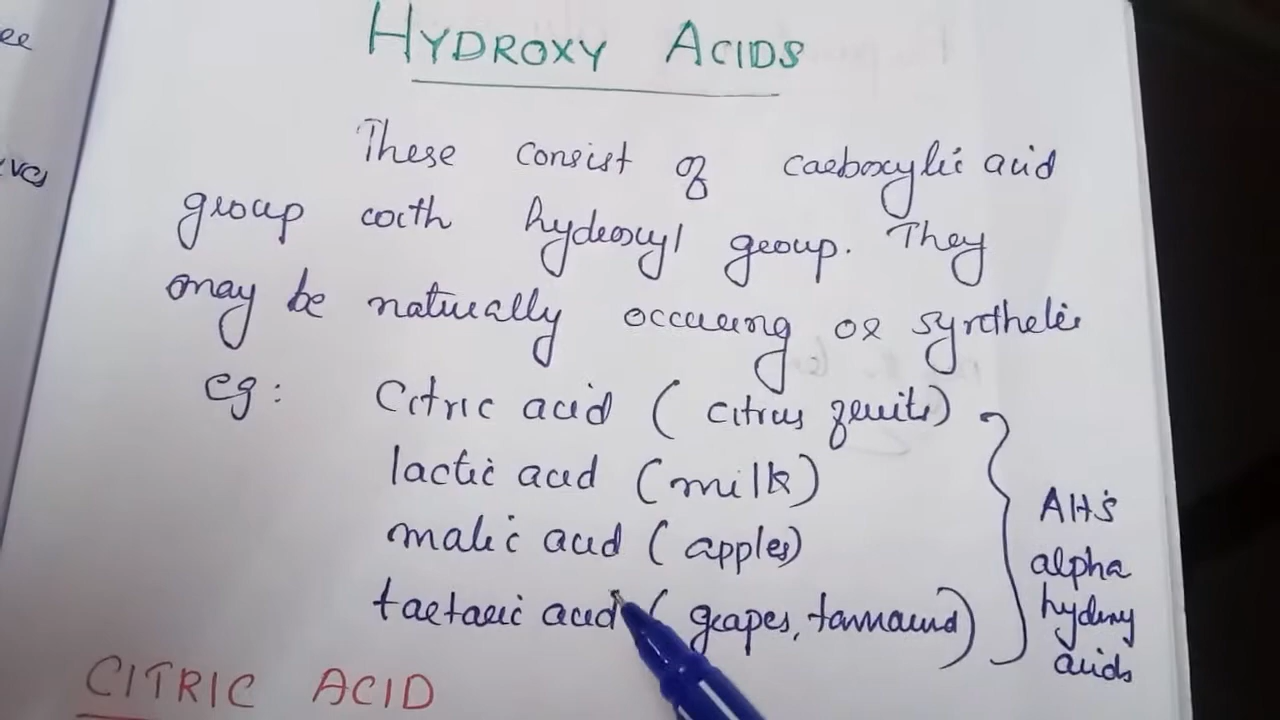 HYDROXY ACIDS
These consist of carboxylic acid
group with hydroxyl group. They
may be naturally occuring or synthetic
eg: Citric acid (citrus fruits)
lactic acid (milk)
malic acid (apples)
tartaric acid (grapes, tamarind)
AHS
alpha
hydroxy
acids
CITRIC ACID